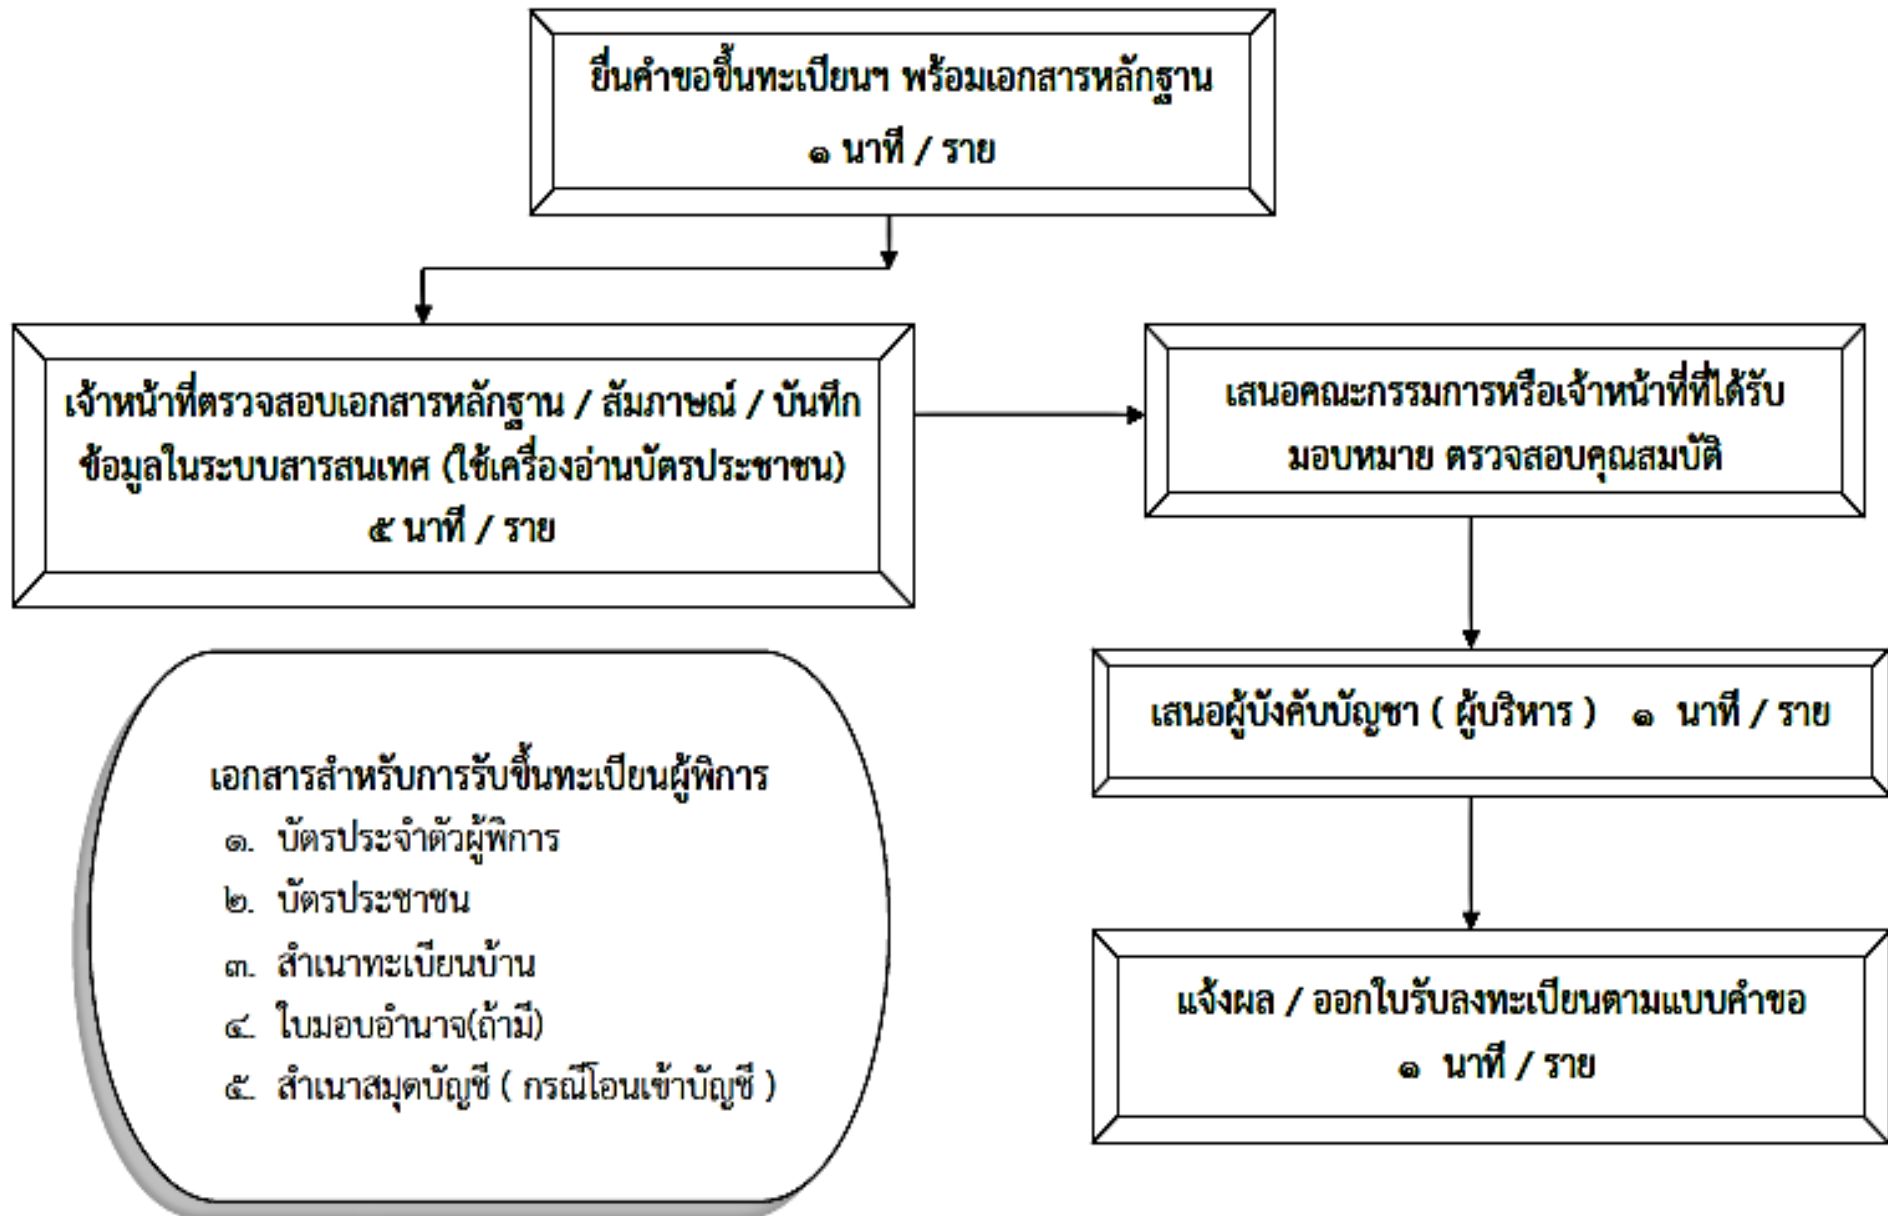 ยื่นคำขอขึ้นทะเบียนฯ พร้อมเอกสารหลักฐาน
๑ นาที / ราย
เจ้าหน้าที่ตรวจสอบเอกสารหลักฐาน / สัมภาษณ์ / บันทึก
ข้อมูลในระบบสารสนเทศ (ใช้เครื่องอ่านบัตรประชาชน)
๕ นาที / ราย
เสนอคณะกรรมการหรือเจ้าหน้าที่ที่ได้รับ
มอบหมาย ตรวจสอบคุณสมบัติ
เสนอผู้บังคับบัญชา ( ผู้บริหาร ) ๑ นาที / ราย
แจ้งผล / ออกใบรับลงทะเบียนตามแบบคำขอ
๑ นาที / ราย
เอกสารสำหรับการรับขึ้นทะเบียนผู้พิการ
๑. บัตรประจำตัวผู้พิการ
๒. บัตรประชาชน
๓. สำเนาทะเบียนบ้าน
๔. ใบมอบอำนาจ(ถ้ามี)
๕. สำเนาสมุดบัญชี ( กรณีโอนเข้าบัญชี )